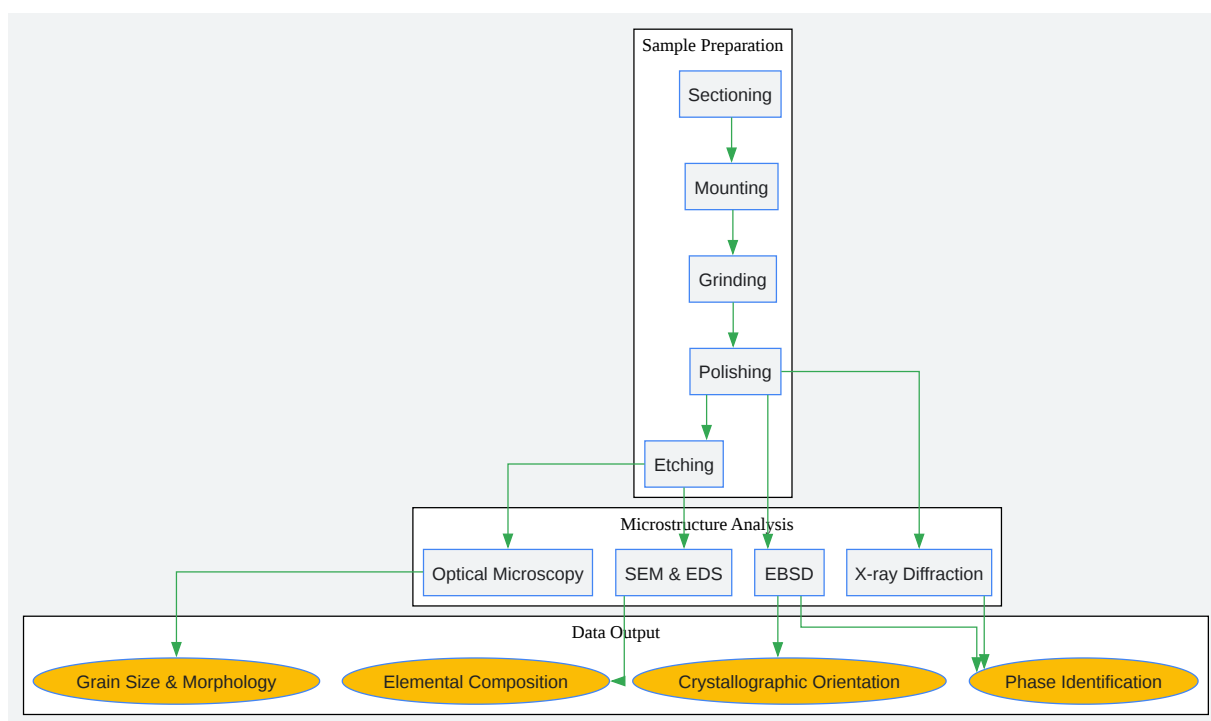 Sample Preparation
Sectioning
Mounting
Grinding
Polishing
Etching
Microstructure Analysis
Optical Microscopy
SEM & EDS
EBSD
X-ray Diffraction
Data Output
Grain Size & Morphology
Elemental Composition
Crystallographic Orientation
Phase Identification